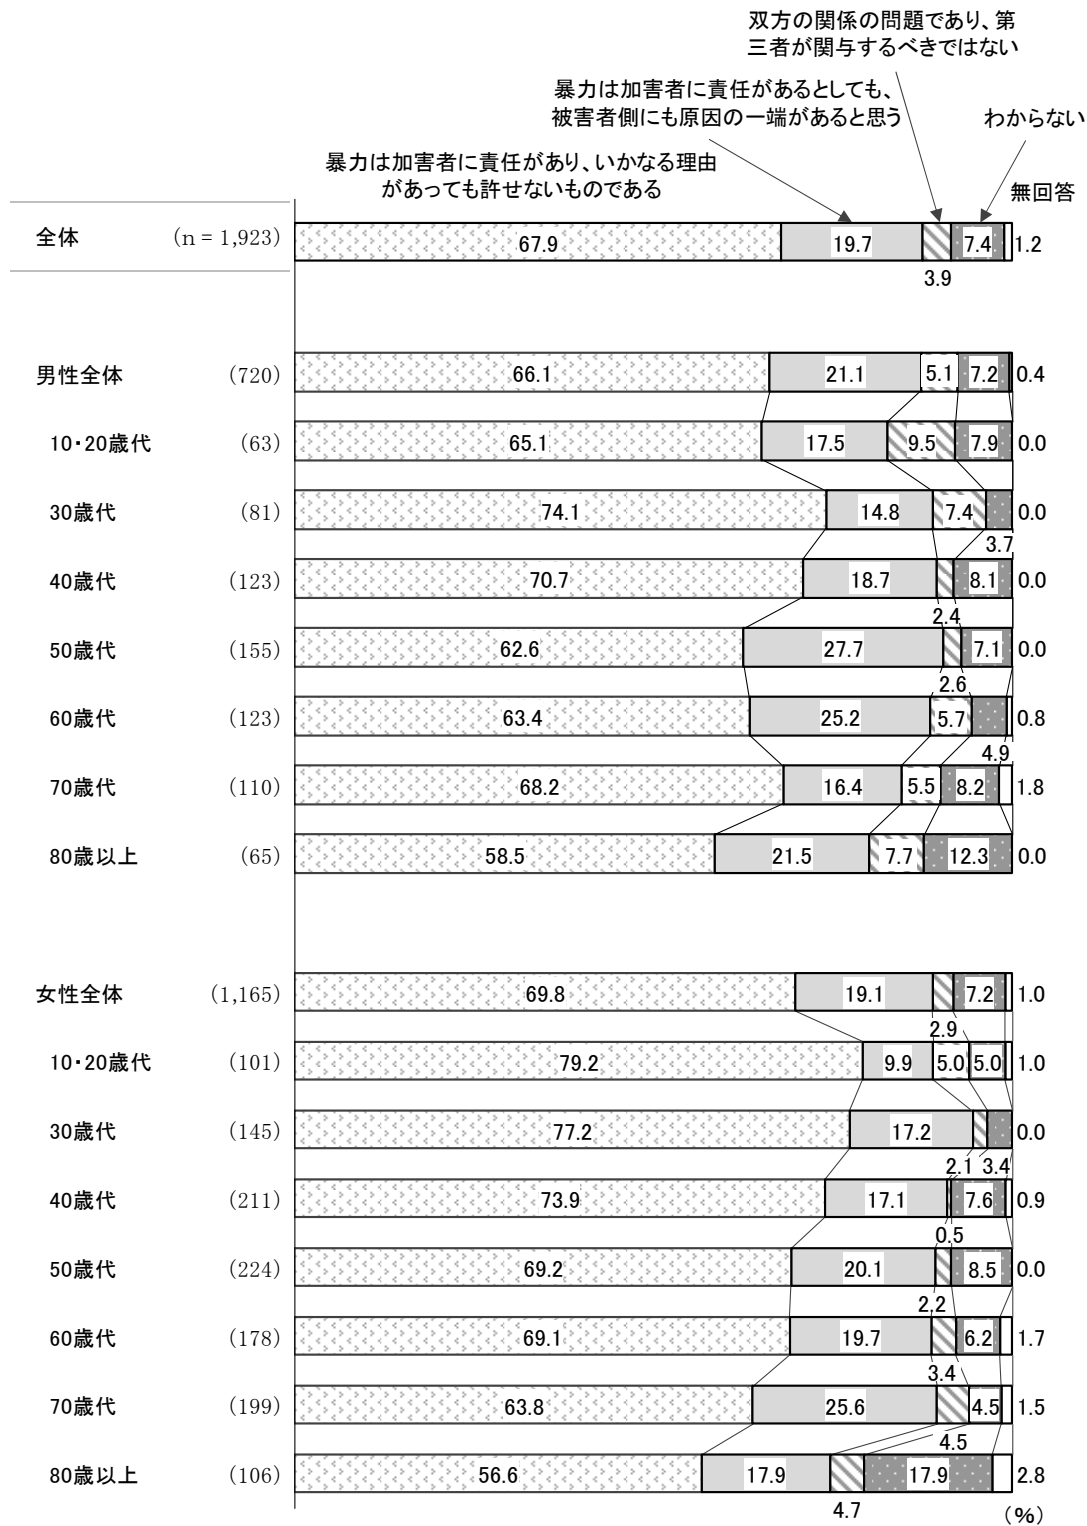 双方の関係の問題であり、第
三者が関与するべきではない
暴力は加害者に責任があるとしても、
被害者側にも原因の一端があると思う
わからない
暴力は加害者に責任があり、いかなる理由
があっても許せないものである
無回答
全体 (n = 1,923) 67.9 19.7 7.4 1.2
3.9
男性全体 (720) 66.1 21.1 5.1 7.2 0.4
10・20歳代 (63) 65.1 17.5 9.5 7.9 0.0
30歳代 (81) 74.1 14.8 7.4 0.0
3.7
40歳代 (123) 70.7 18.7 8.1 0.0
2.4
50歳代 (155) 62.6 27.7 7.1 0.0
2.6
60歳代 (123) 63.4 25.2 5.7 0.8
4.9
70歳代 (110) 68.2 16.4 5.5 8.2 1.8
80歳以上 (65) 58.5 21.5 7.7 12.3 0.0
女性全体 (1,165) 69.8 19.1 7.2 1.0
2.9
10・20歳代 (101) 79.2 9.9 5.0 5.0 1.0
30歳代 (145) 77.2 17.2 0.0
2.1 3.4
40歳代 (211) 73.9 17.1 7.6 0.9
0.5
50歳代 (224) 69.2 20.1 8.5 0.0
2.2
60歳代 (178) 69.1 19.7 6.2 1.7
3.4
70歳代 (199) 63.8 25.6 4.5 1.5
4.5
80歳以上 (106) 56.6 17.9 17.9 2.8
4.7
(%)